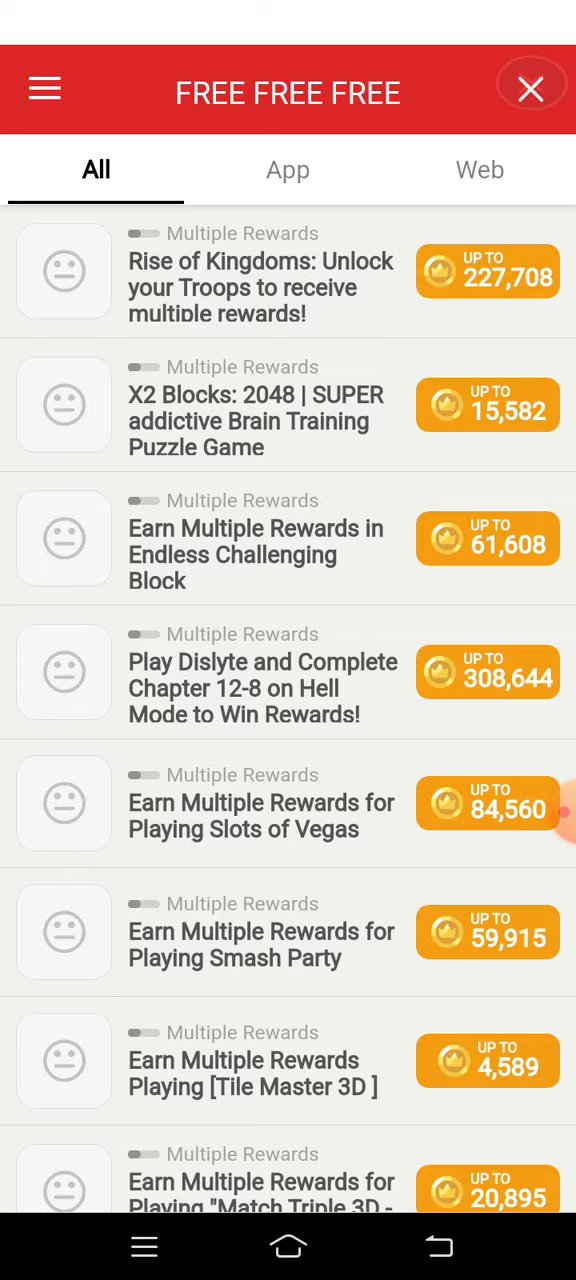 FREE FREE FREE
All
App
Web
Multiple Rewards
Rise of Kingdoms: Unlock
your Troops to receive
multiple rewards!
UP TO
227,708
Multiple Rewards
X2 Blocks: 2048 | SUPER
addictive Brain Training
Puzzle Game
UP TO
15,582
Multiple Rewards
Earn Multiple Rewards in
Endless Challenging
Block
UP TO
61,608
Multiple Rewards
Play Dislyte and Complete
Chapter 12-8 on Hell
Mode to Win Rewards!
UP TO
308,644
Multiple Rewards
Earn Multiple Rewards for
Playing Slots of Vegas
UP TO
84,560
Multiple Rewards
Earn Multiple Rewards for
Playing Smash Party
UP TO
59,915
Multiple Rewards
Earn Multiple Rewards
Playing [Tile Master 3D ]
UP TO
4,589
Multiple Rewards
Earn Multiple Rewards for
Playing "Match Triple 3D -
UP TO
20,895